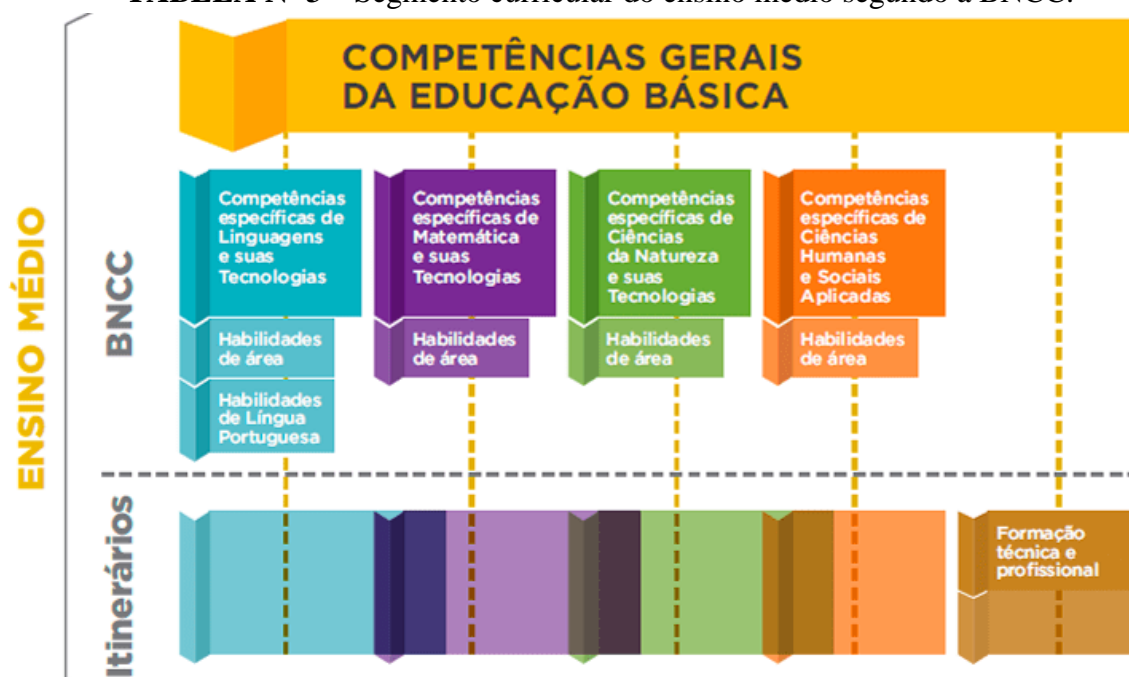 TABELA Nº 3 – Segmento curricular do ensino médio segundo a BNCC.
COMPETÊNCIAS GERAIS
DA EDUCAÇÃO BÁSICA
ENSINO MÉDIO
BNCC
Competências
específicas de
Linguagens
e suas
Tecnologias
Habilidades
de área
Habilidades
de Língua
Portuguesa
Competências
específicas de
Matemática
e suas
Tecnologias
Habilidades
de área
Competências
específicas de
Ciências
da Natureza
e suas
Tecnologias
Habilidades
de área
Competências
específicas de
Ciências
Humanas
e Sociais
Aplicadas
Habilidades
de área
Itinerários
Formação
técnica e
profissional